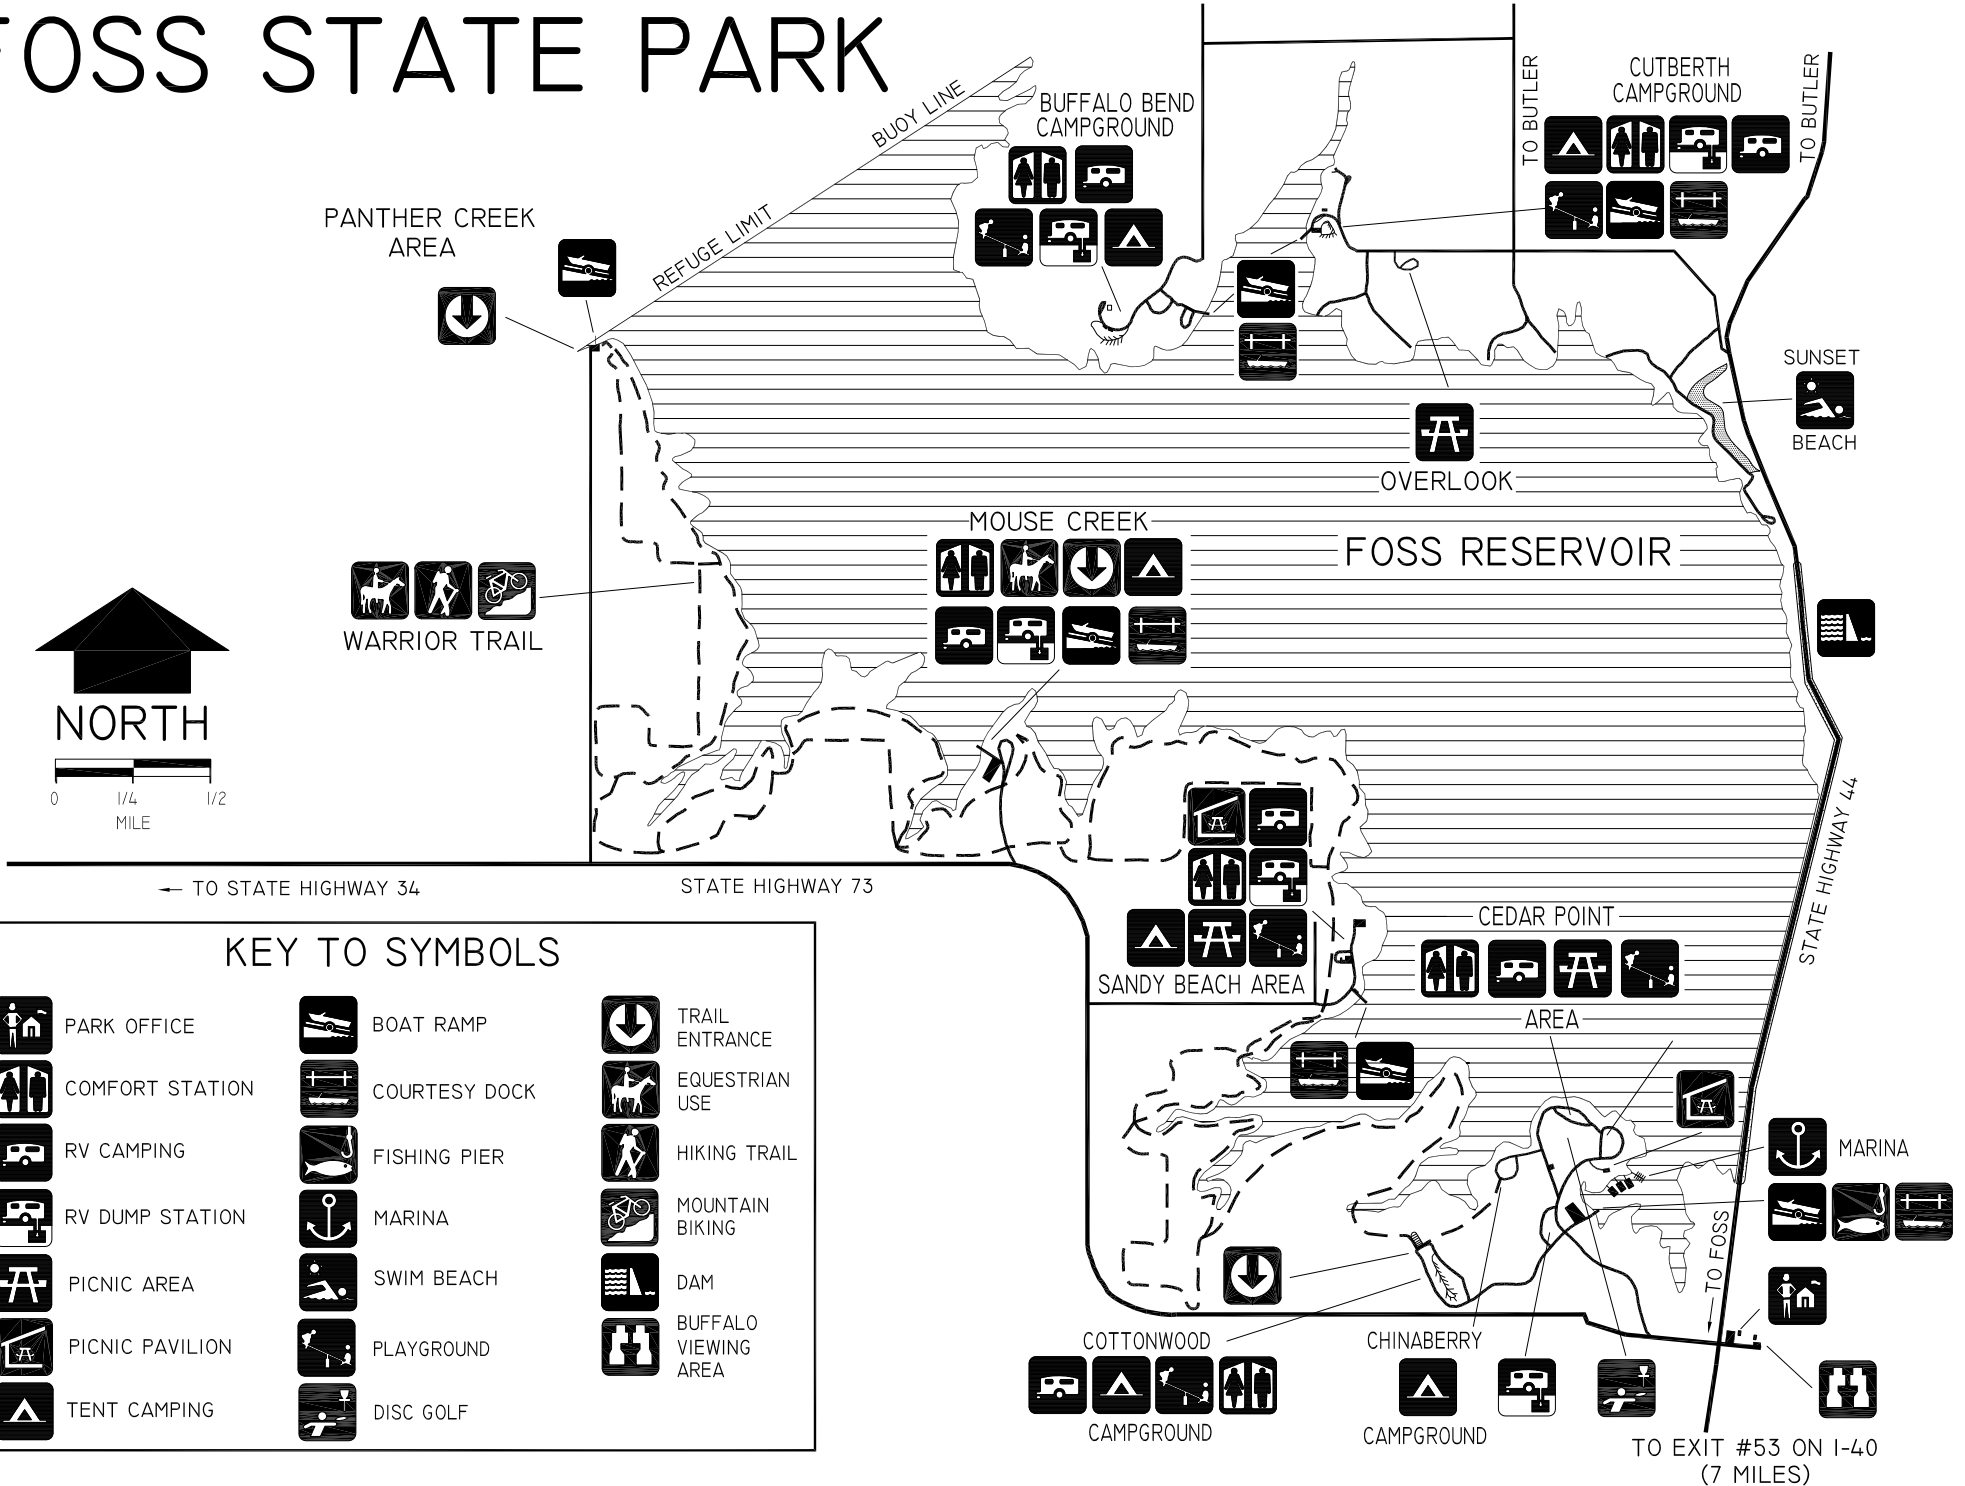 FOSS STATE PARK
BUOY LINE
REFUGE LIMIT
BUFFALO BEND
CAMPGROUND
TO BUTLER
CUTBERTH
CAMPGROUND
TO BUTLER
PANTHER CREEK
AREA
SUNSET
BEACH
OVERLOOK
MOUSE CREEK
FOSS RESERVOIR
WARRIOR TRAIL
NORTH
0 1/4 1/2
MILE
STATE HIGHWAY 44
← TO STATE HIGHWAY 34
STATE HIGHWAY 73
SANDY BEACH AREA
CEDAR POINT
AREA
MARINA
← TO FOSS
COTTONWOOD
CAMPGROUND
CHINABERRY
CAMPGROUND
TO EXIT #53 ON I-40
(7 MILES)
KEY TO SYMBOLS
PARK OFFICE
COMFORT STATION
RV CAMPING
RV DUMP STATION
PICNIC AREA
PICNIC PAVILION
TENT CAMPING
BOAT RAMP
COURTESY DOCK
FISHING PIER
MARINA
SWIM BEACH
PLAYGROUND
DISC GOLF
TRAIL
ENTRANCE
EQUESTRIAN
USE
HIKING TRAIL
MOUNTAIN
BIKING
DAM
BUFFALO
VIEWING
AREA